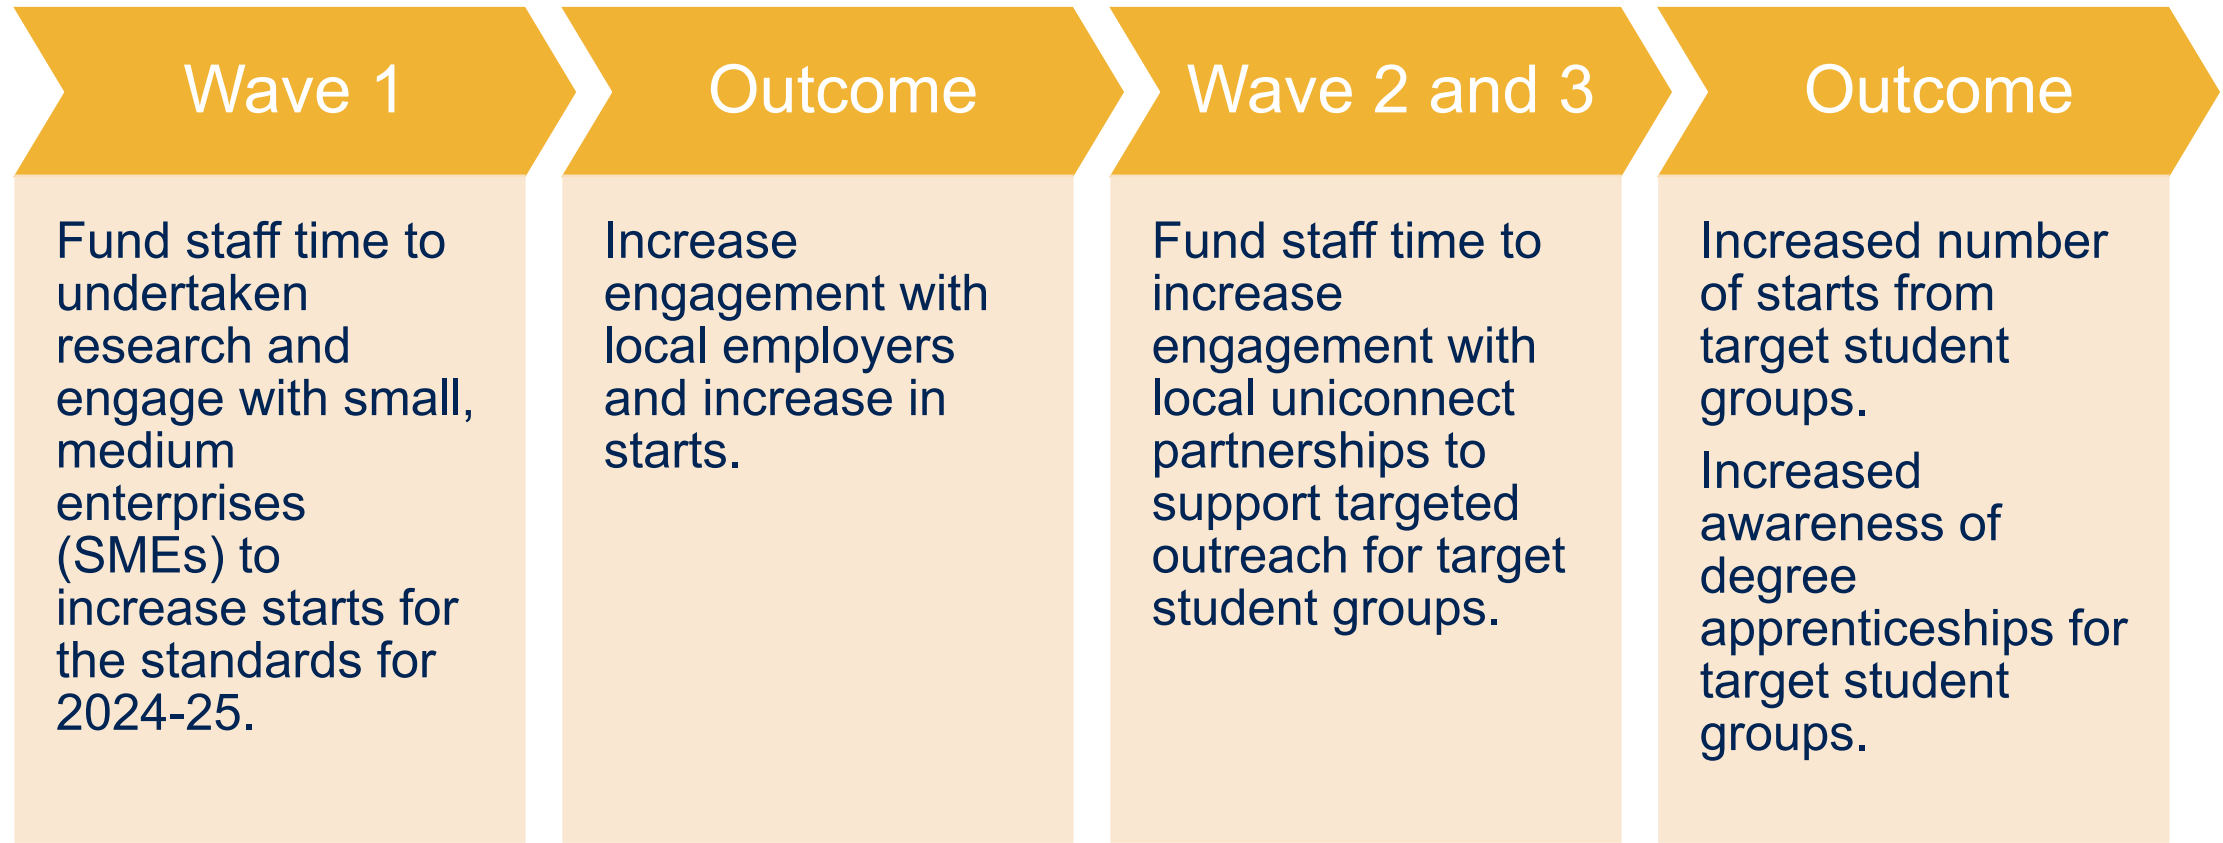 Wave 1
Fund staff time to
undertaken
research and
engage with small,
medium
enterprises
(SMEs) to
increase starts for
the standards for
2024-25.
Outcome
Increase
engagement with
local employers
and increase in
starts.
Wave 2 and 3
Fund staff time to
increase
engagement with
local uniconnect
partnerships to
support targeted
outreach for target
student groups.
Outcome
Increased number
of starts from
target student
groups.
Increased
awareness of
degree
apprenticeships for
target student
groups.